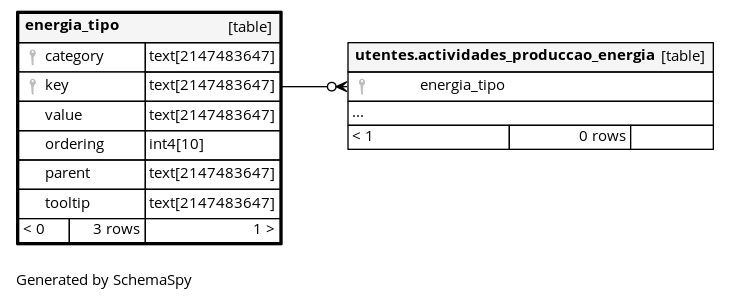 energia_tipo [table]
category text[2147483647]
key text[2147483647]
value text[2147483647]
ordering int4[10]
parent text[2147483647]
tooltip text[2147483647]
< 0 3 rows 1 >
utentes.actividades_produccao_energia [table]
energia_tipo
...
< 1 0 rows
Generated by SchemaSpy